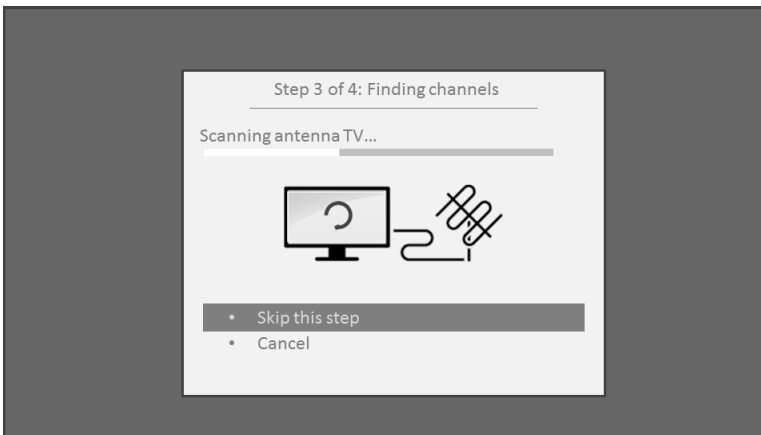 Step 3 of 4: Finding channels
Scanning antenna TV...
• Skip this step
• Cancel